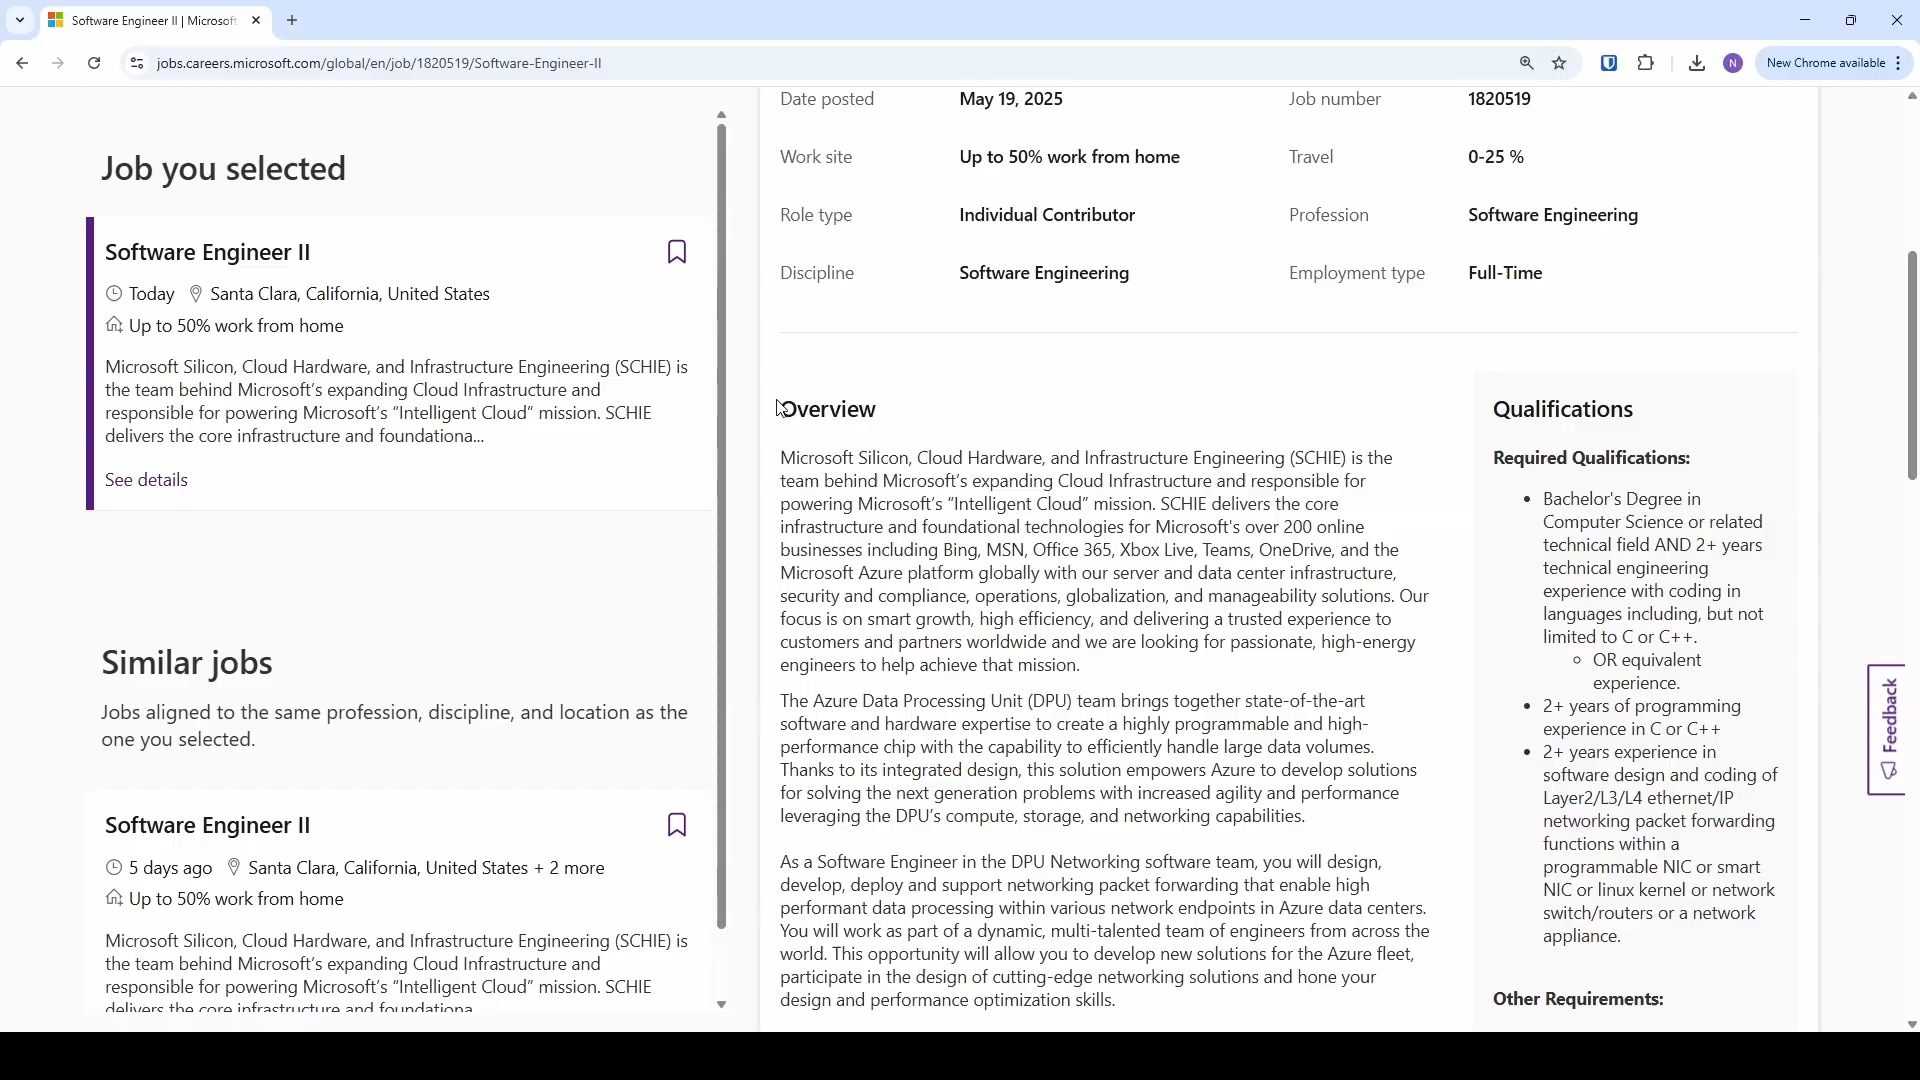 Software Engineer II | Microsoft
jobs.careers.microsoft.com/global/en/job/1820519/Software-Engineer-II
N
New Chrome available
Job you selected
Software Engineer II
Today Santa Clara, California, United States
Up to 50% work from home
Microsoft Silicon, Cloud Hardware, and Infrastructure Engineering (SCHIE) is
the team behind Microsoft’s expanding Cloud Infrastructure and
responsible for powering Microsoft’s “Intelligent Cloud” mission. SCHIE
delivers the core infrastructure and foundationa...
See details
Similar jobs
Jobs aligned to the same profession, discipline, and location as the
one you selected.
Software Engineer II
5 days ago Santa Clara, California, United States + 2 more
Up to 50% work from home
Microsoft Silicon, Cloud Hardware, and Infrastructure Engineering (SCHIE) is
the team behind Microsoft’s expanding Cloud Infrastructure and
responsible for powering Microsoft’s “Intelligent Cloud” mission. SCHIE
delivers the core infrastructure and foundationa
Date posted May 19, 2025 Job number 1820519
Work site Up to 50% work from home Travel 0-25 %
Role type Individual Contributor Profession Software Engineering
Discipline Software Engineering Employment type Full-Time
Overview
Microsoft Silicon, Cloud Hardware, and Infrastructure Engineering (SCHIE) is the
team behind Microsoft’s expanding Cloud Infrastructure and responsible for
powering Microsoft’s “Intelligent Cloud” mission. SCHIE delivers the core
infrastructure and foundational technologies for Microsoft's over 200 online
businesses including Bing, MSN, Office 365, Xbox Live, Teams, OneDrive, and the
Microsoft Azure platform globally with our server and data center infrastructure,
security and compliance, operations, globalization, and manageability solutions. Our
focus is on smart growth, high efficiency, and delivering a trusted experience to
customers and partners worldwide and we are looking for passionate, high-energy
engineers to help achieve that mission.
The Azure Data Processing Unit (DPU) team brings together state-of-the-art
software and hardware expertise to create a highly programmable and high-
performance chip with the capability to efficiently handle large data volumes.
Thanks to its integrated design, this solution empowers Azure to develop solutions
for solving the next generation problems with increased agility and performance
leveraging the DPU’s compute, storage, and networking capabilities.
As a Software Engineer in the DPU Networking software team, you will design,
develop, deploy and support networking packet forwarding that enable high
performant data processing within various network endpoints in Azure data centers.
You will work as part of a dynamic, multi-talented team of engineers from across the
world. This opportunity will allow you to develop new solutions for the Azure fleet,
participate in the design of cutting-edge networking solutions and hone your
design and performance optimization skills.
Qualifications
Required Qualifications:
• Bachelor's Degree in
Computer Science or related
technical field AND 2+ years
technical engineering
experience with coding in
languages including, but not
limited to C or C++.
◦ OR equivalent
experience.
• 2+ years of programming
experience in C or C++
• 2+ years experience in
software design and coding of
Layer2/L3/L4 ethernet/IP
networking packet forwarding
functions within a
programmable NIC or smart
NIC or linux kernel or network
switch/routers or a network
appliance.
Other Requirements:
Feedback